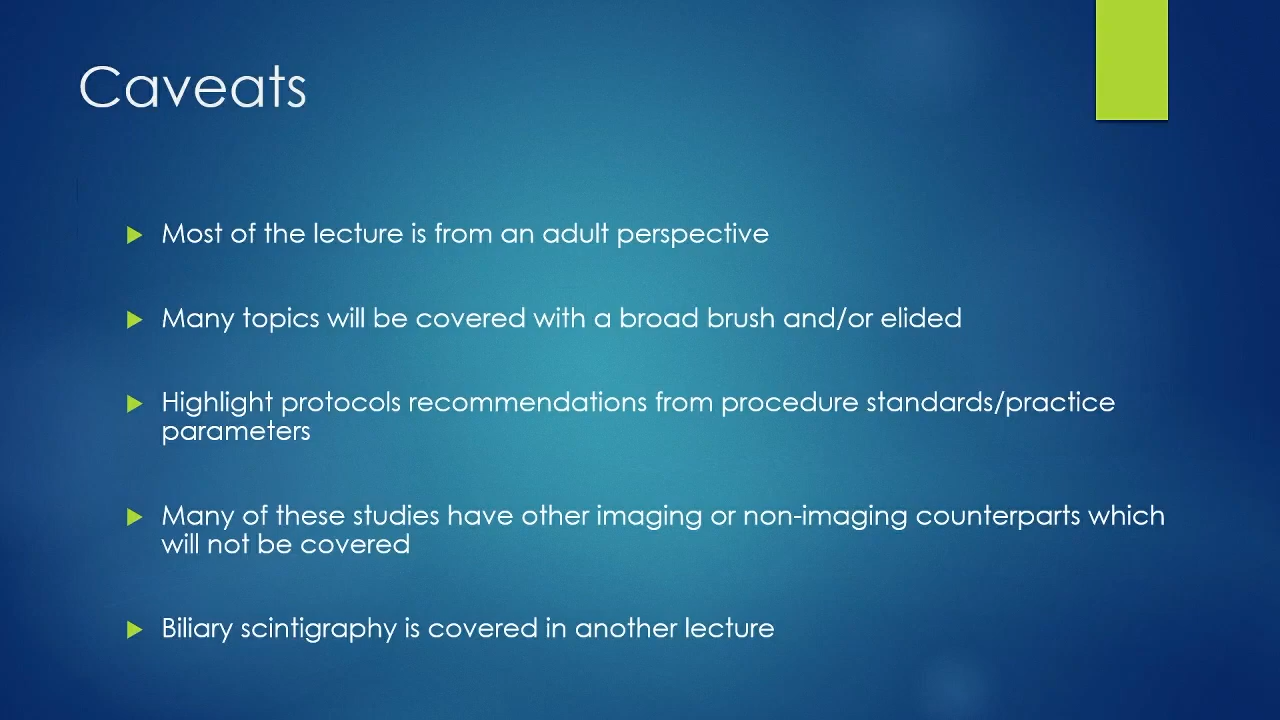 Caveats
Most of the lecture is from an adult perspective
Many topics will be covered with a broad brush and/or elided
Highlight protocols recommendations from procedure standards/practice
parameters
Many of these studies have other imaging or non-imaging counterparts which
will not be covered
Biliary scintigraphy is covered in another lecture